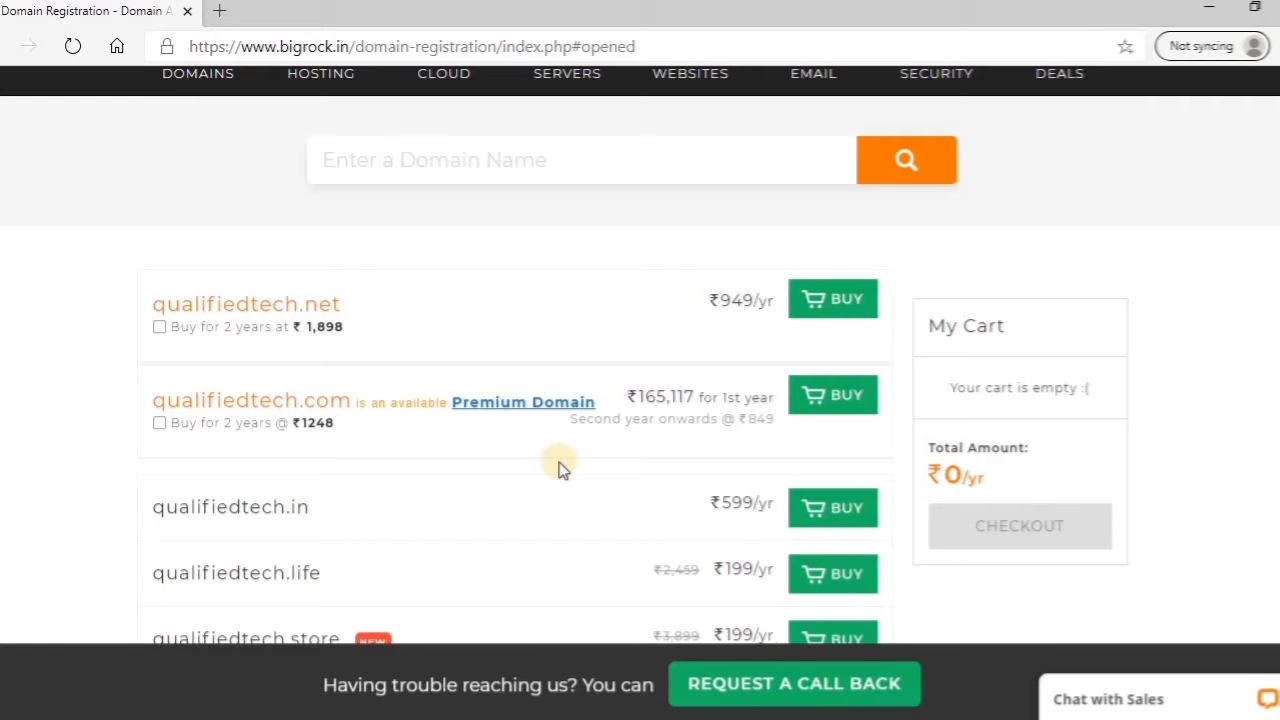 Domain Registration - Domain A
https://www.bigrock.in/domain-registration/index.php#opened
Not syncing
DOMAINS HOSTING CLOUD SERVERS WEBSITES EMAIL SECURITY DEALS
Enter a Domain Name
qualifiedtech.net ₹949/yr BUY
Buy for 2 years at ₹ 1,898
qualifiedtech.com is an available Premium Domain ₹165,117 for 1st year BUY
Buy for 2 years @ ₹1248 Second year onwards @ ₹849
qualifiedtech.in ₹599/yr BUY
qualifiedtech.life ₹2,459 ₹199/yr BUY
qualifiedtech.store NEW ₹3,899 ₹199/yr BUY
My Cart
Your cart is empty :(
Total Amount:
₹0/yr
CHECKOUT
Having trouble reaching us? You can REQUEST A CALL BACK
Chat with Sales